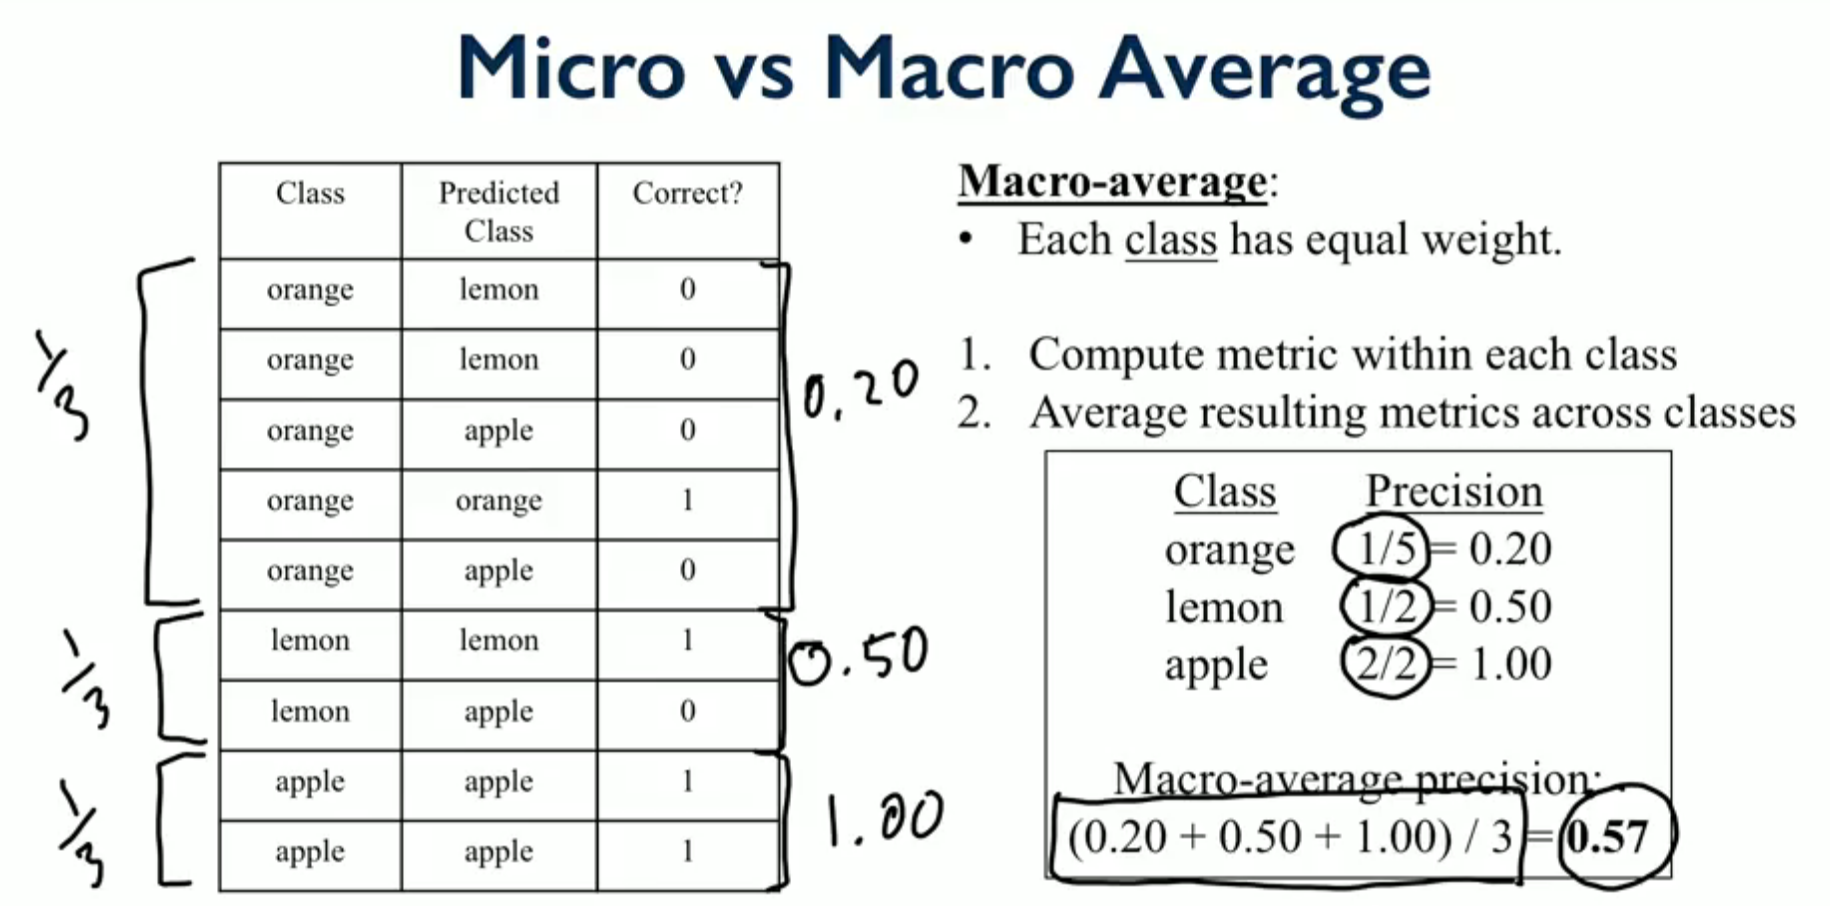 Micro vs Macro Average
Class Predicted Class Correct?
orange lemon 0
orange lemon 0
orange apple 0
orange orange 1
orange apple 0
lemon lemon 1
lemon apple 0
apple apple 1
apple apple 1
1/3
1/3
1/3
0.20
0.50
1.00
Macro-average:
• Each class has equal weight.
1. Compute metric within each class
2. Average resulting metrics across classes
Class Precision
orange 1/5 = 0.20
lemon 1/2 = 0.50
apple 2/2 = 1.00
Macro-average precision:
(0.20 + 0.50 + 1.00) / 3 = 0.57